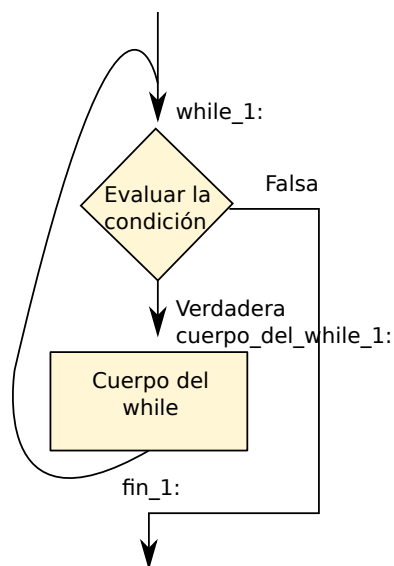 while_1:
Falsa
Evaluar la
condición
Verdadera
cuerpo_del_while_1:
Cuerpo del
while
fin_1: